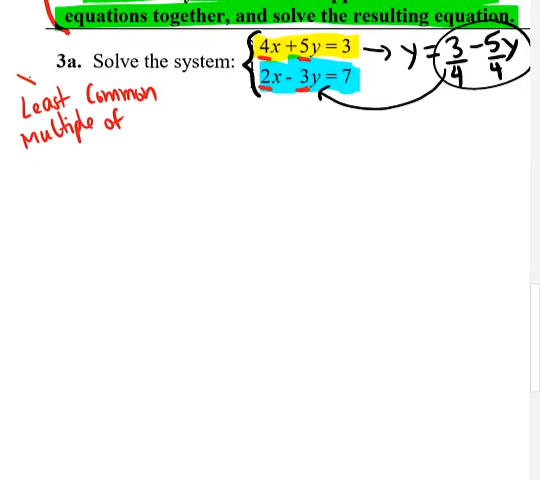 equations together, and solve the resulting equation.
3a. Solve the system: { 4x + 5y = 3 → y = 3/4 - 5y/4
2x - 3y = 7
Least Common
Multiple of